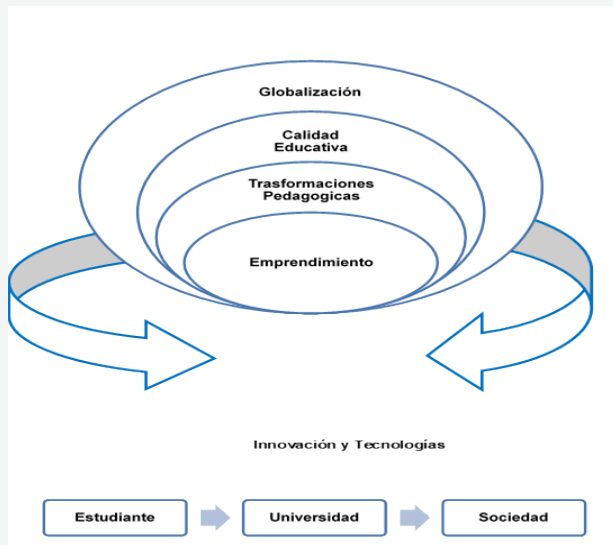 Globalización
Calidad
Educativa
Trasformaciones
Pedagogicas
Emprendimiento
Innovación y Tecnologías
Estudiante
Universidad
Sociedad